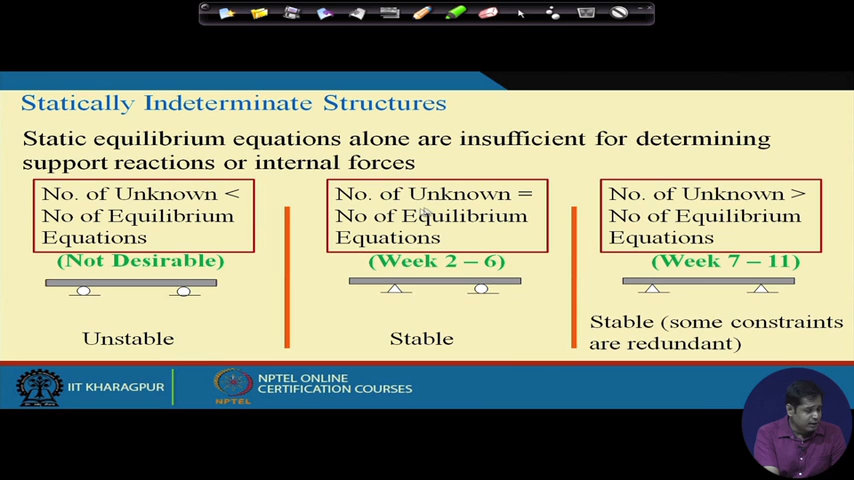 Statically Indeterminate Structures
Static equilibrium equations alone are insufficient for determining
support reactions or internal forces
No. of Unknown <
No of Equilibrium
Equations
(Not Desirable)
Unstable
No. of Unknown =
No of Equilibrium
Equations
(Week 2 – 6)
Stable
No. of Unknown >
No of Equilibrium
Equations
(Week 7 – 11)
Stable (some constraints
are redundant)
IIT KHARAGPUR
NPTEL
NPTEL ONLINE
CERTIFICATION COURSES